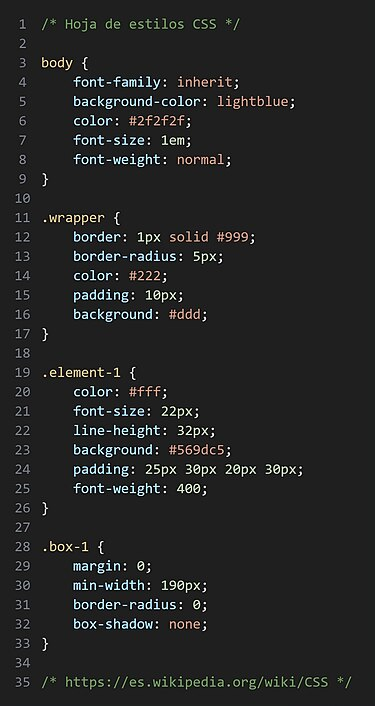 1 /* Hoja de estilos CSS */
2
3 body {
4     font-family: inherit;
5     background-color: lightblue;
6     color: #2f2f2f;
7     font-size: 1em;
8     font-weight: normal;
9 }
10
11 .wrapper {
12     border: 1px solid #999;
13     border-radius: 5px;
14     color: #222;
15     padding: 10px;
16     background: #ddd;
17 }
18
19 .element-1 {
20     color: #fff;
21     font-size: 22px;
22     line-height: 32px;
23     background: #569dc5;
24     padding: 25px 30px 20px 30px;
25     font-weight: 400;
26 }
27
28 .box-1 {
29     margin: 0;
30     min-width: 190px;
31     border-radius: 0;
32     box-shadow: none;
33 }
34
35 /* https://es.wikipedia.org/wiki/CSS */